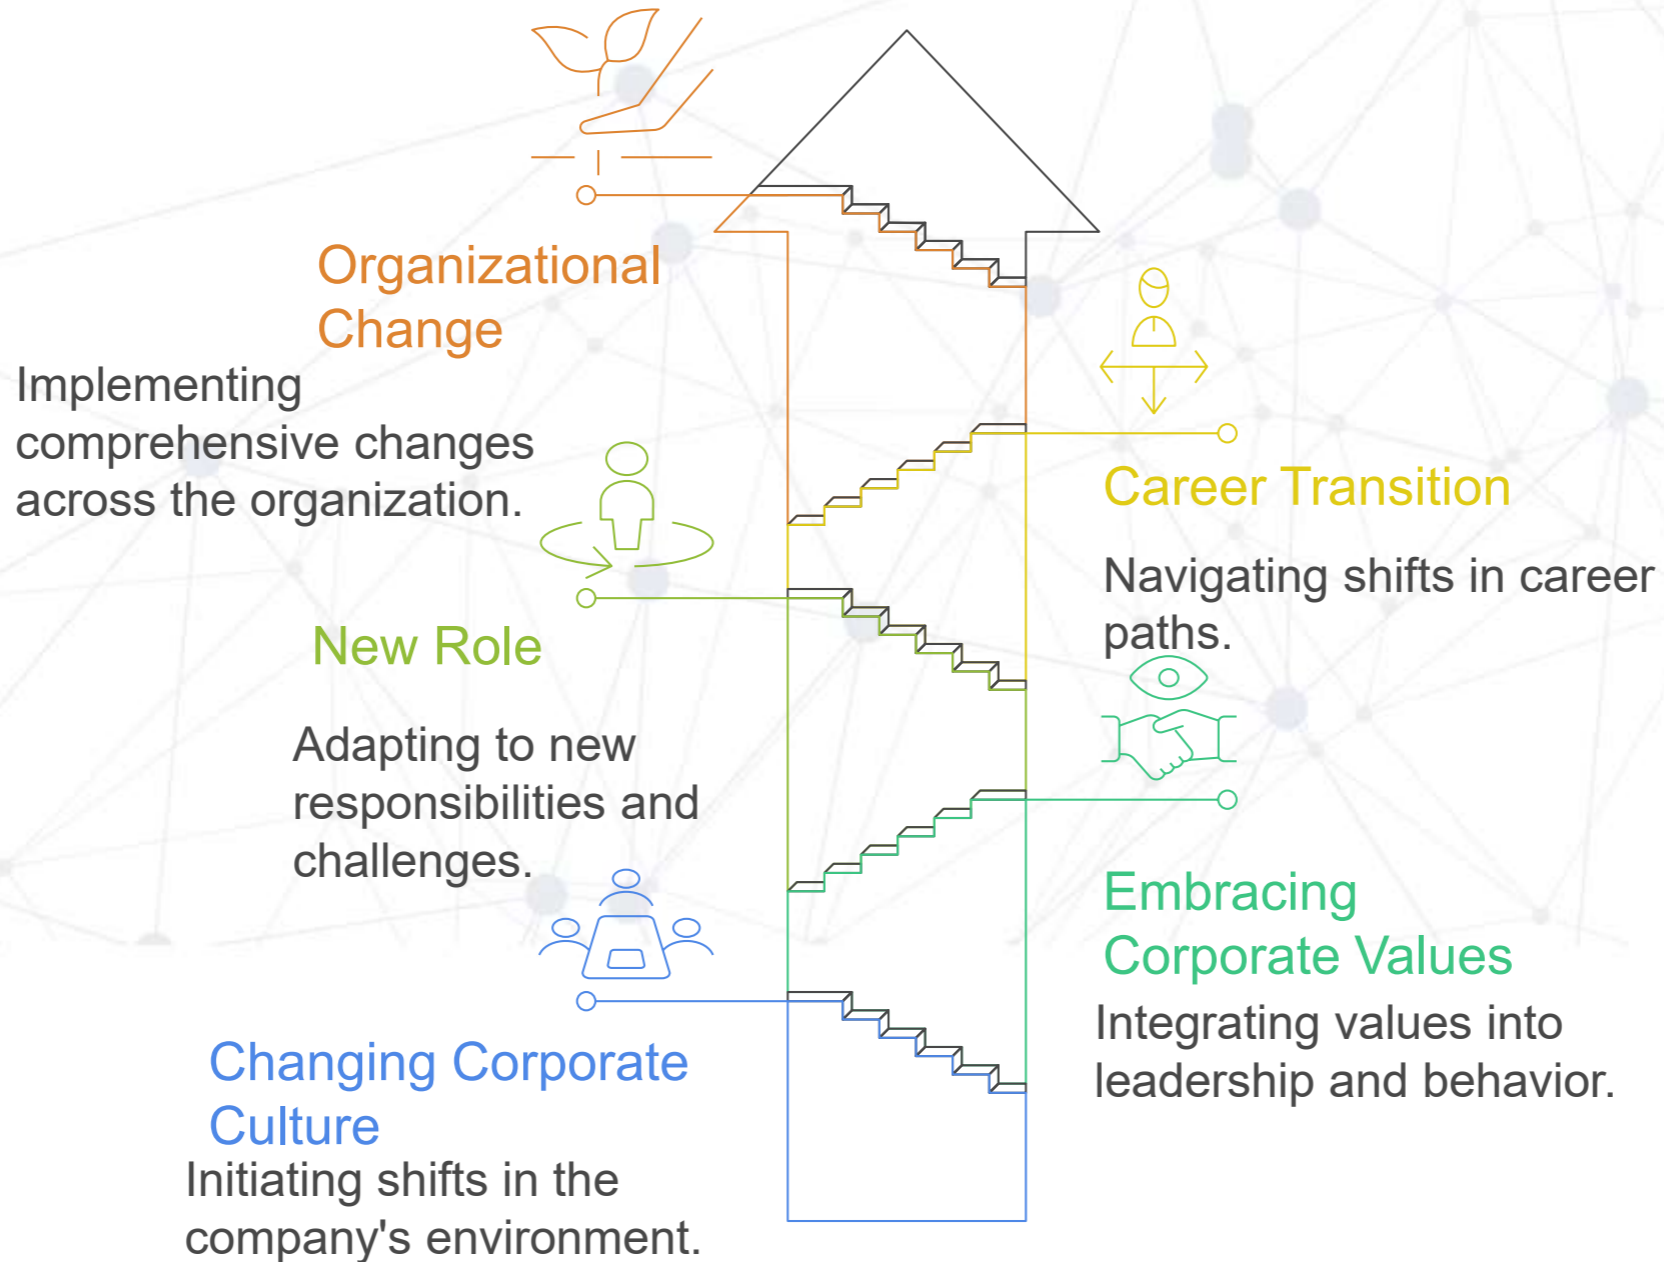 Organizational
Change
Implementing
comprehensive changes
across the organization.
Career Transition
Navigating shifts in career
paths.
New Role
Adapting to new
responsibilities and
challenges.
Embracing
Corporate Values
Integrating values into
leadership and behavior.
Changing Corporate
Culture
Initiating shifts in the
company's environment.